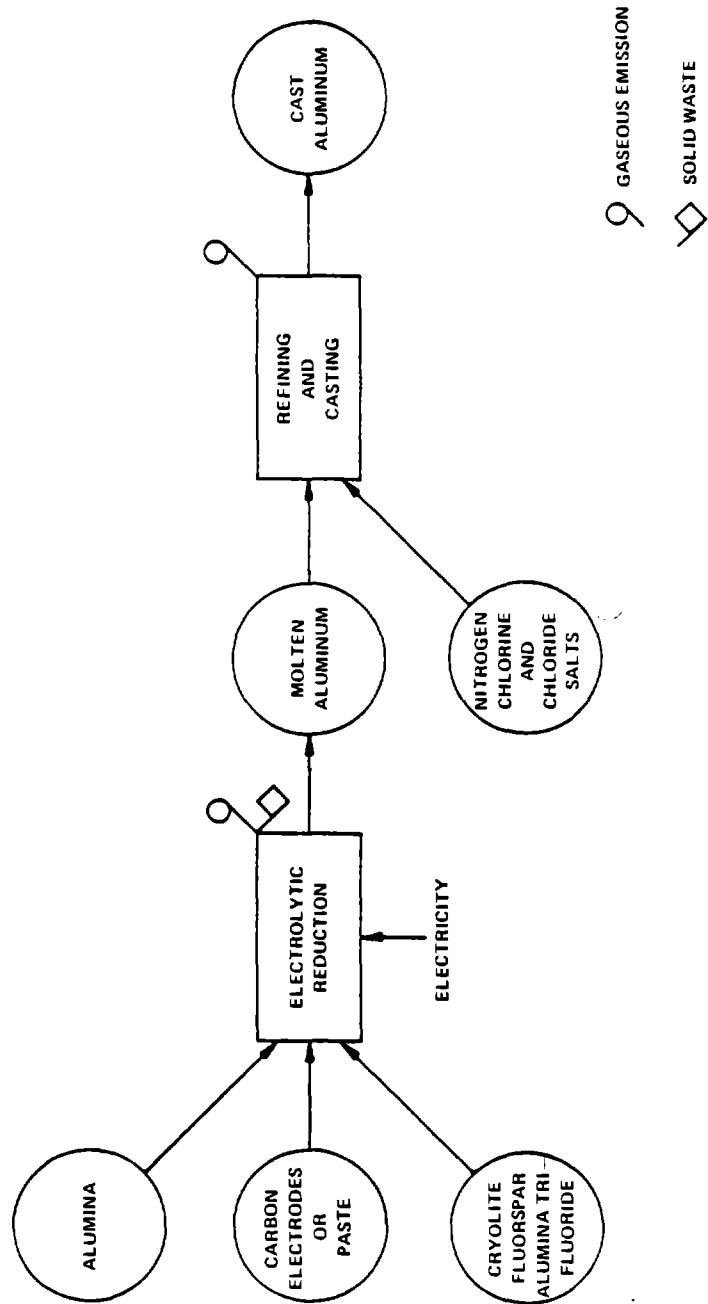 ALUMINA
CARBON
ELECTRODES
OR
PASTE
CRYOLITE
FLUORSPAR
ALUMINA TRI-
FLUORIDE
ELECTROLYTIC
REDUCTION
ELECTRICITY
MOLTEN
ALUMINUM
NITROGEN
CHLORINE
AND
CHLORIDE
SALTS
REFINING
AND
CASTING
CAST
ALUMINUM
GASEOUS EMISSION
SOLID WASTE